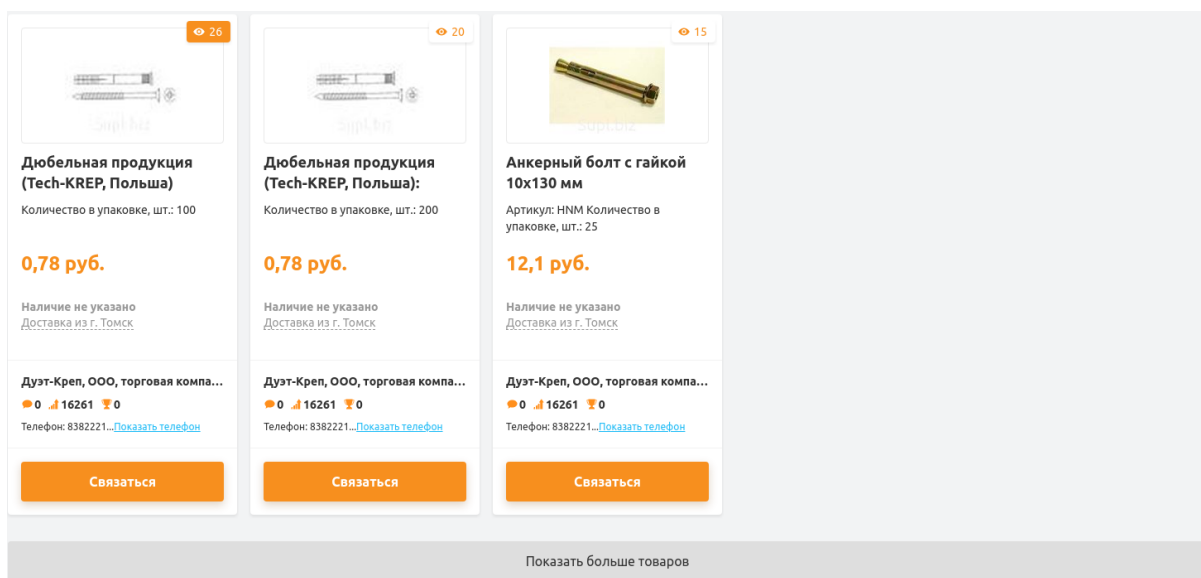 26
Дюбельная продукция
(Tech-KREP, Польша)
Количество в упаковке, шт.: 100
0,78 руб.
Наличие не указано
Доставка из г. Томск
Дуэт-Креп, ООО, торговая компа...
0 16261 0
Телефон: 8382221...Показать телефон
Связаться
20
Дюбельная продукция
(Tech-KREP, Польша):
Количество в упаковке, шт.: 200
0,78 руб.
Наличие не указано
Доставка из г. Томск
Дуэт-Креп, ООО, торговая компа...
0 16261 0
Телефон: 8382221...Показать телефон
Связаться
15
Supl.biz
Анкерный болт с гайкой
10х130 мм
Артикул: HNM Количество в
упаковке, шт.: 25
12,1 руб.
Наличие не указано
Доставка из г. Томск
Дуэт-Креп, ООО, торговая компа...
0 16261 0
Телефон: 8382221...Показать телефон
Связаться
Показать больше товаров